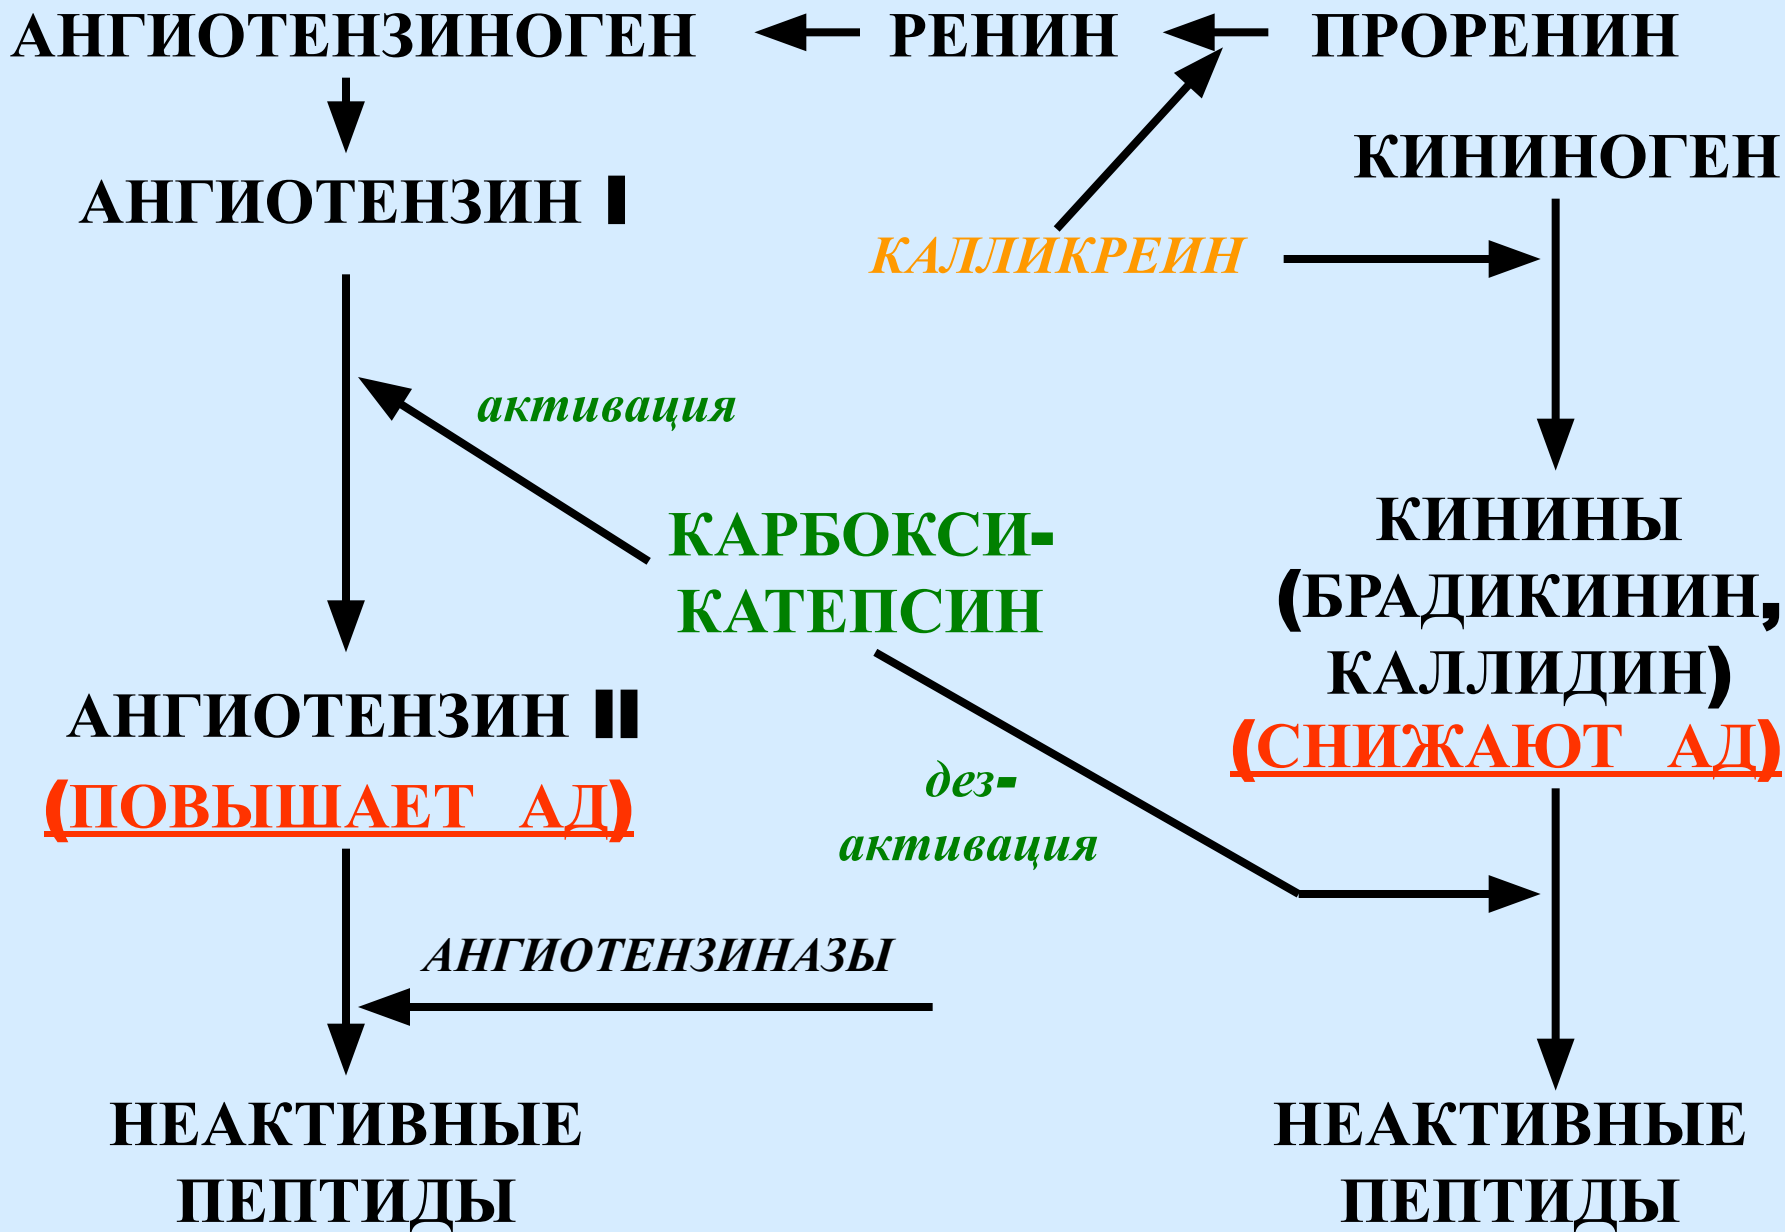 АНГИОТЕНЗИНОГЕН РЕНИН ПРОРЕНИН
КИНИНОГЕН
АНГИОТЕНЗИН I
КАЛЛИКРЕИН
активация
КАРБОКСИ-
КАТЕПСИН
КИНИНЫ
(БРАДИКИНИН,
КАЛЛИДИН)
(СНИЖАЮТ АД)
АНГИОТЕНЗИН II
(ПОВЫШАЕТ АД)
дез-
активация
АНГИОТЕНЗИНАЗЫ
НЕАКТИВНЫЕ
ПЕПТИДЫ
НЕАКТИВНЫЕ
ПЕПТИДЫ